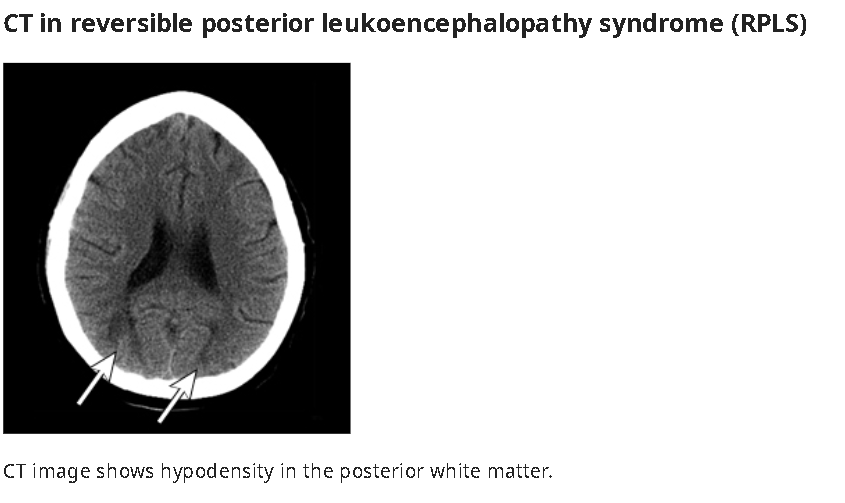 CT in reversible posterior leukoencephalopathy syndrome (RPLS)
CT image shows hypodensity in the posterior white matter.